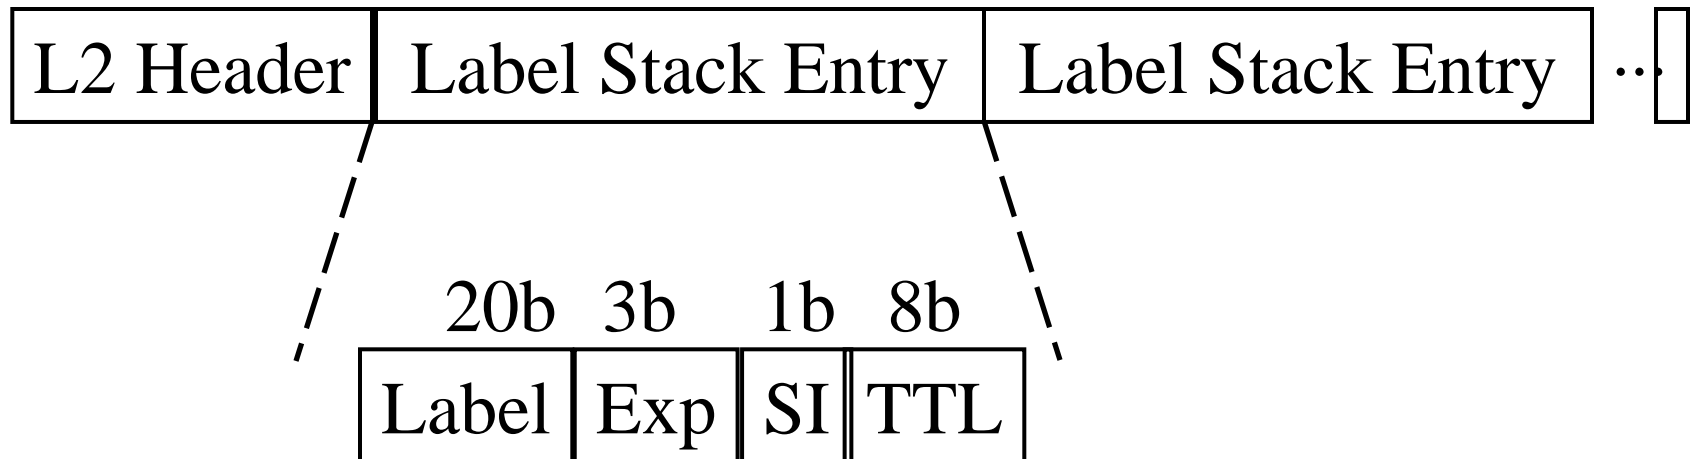 L2 Header Label Stack Entry Label Stack Entry ...
20b 3b 1b 8b
Label Exp SI TTL